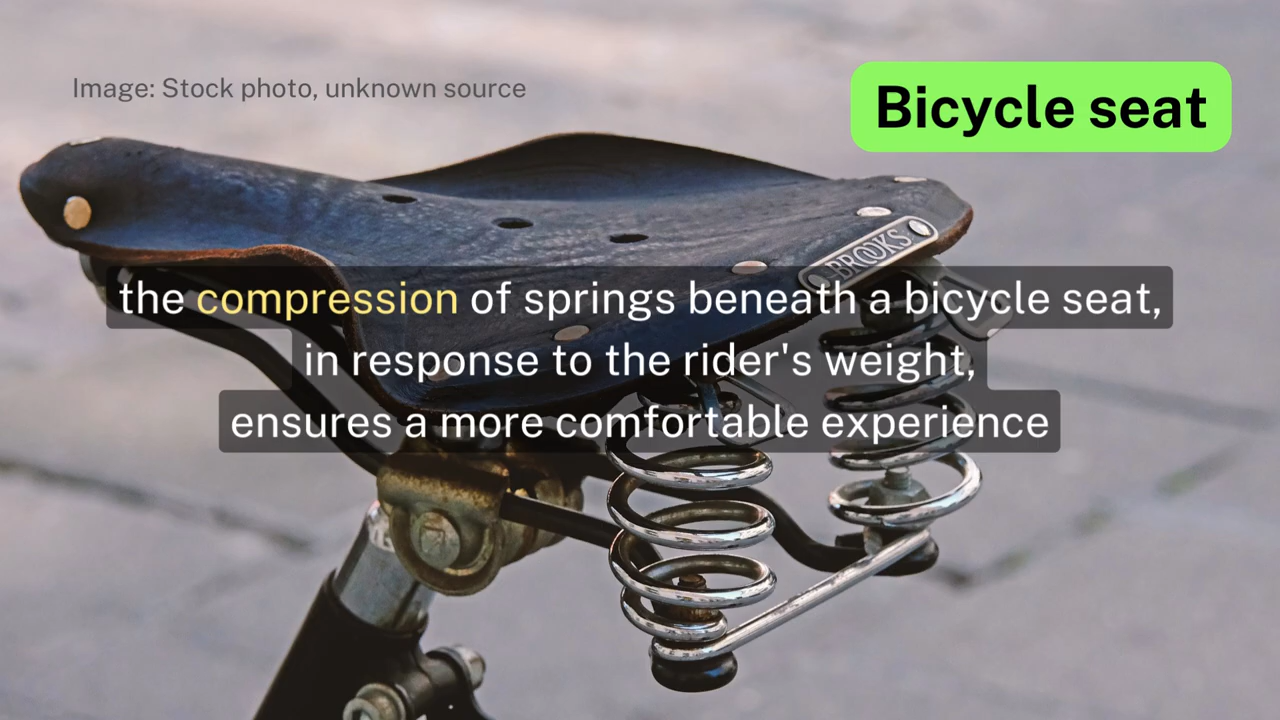 Image: Stock photo, unknown source
Bicycle seat
BROOKS
the compression of springs beneath a bicycle seat,
in response to the rider's weight,
ensures a more comfortable experience